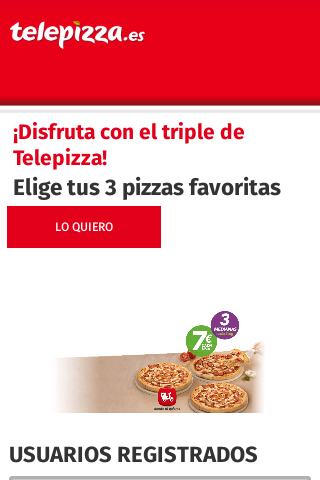 telepizza.es
¡Disfruta con el triple de
Telepizza!
Elige tus 3 pizzas favoritas
LO QUIERO
3
MEDIANAS
7€
USUARIOS REGISTRADOS